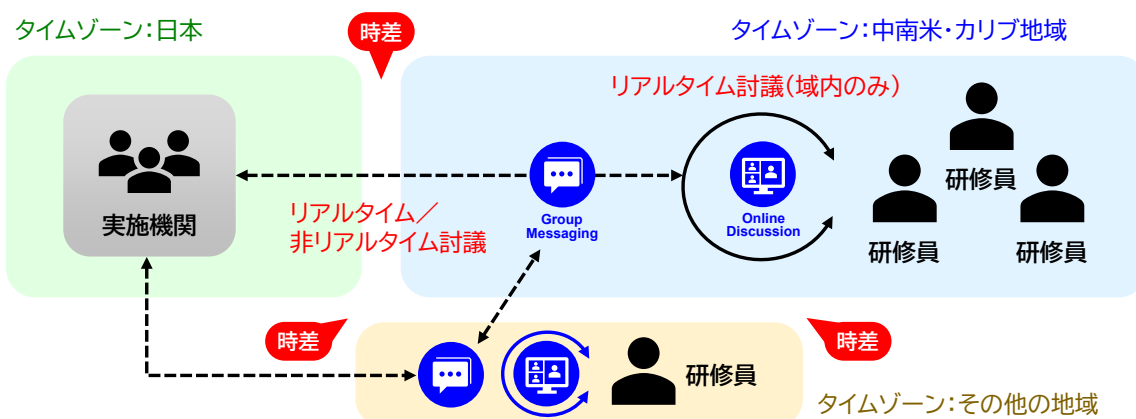 タイムゾーン：日本
時差
タイムゾーン：中南米・カリブ地域
リアルタイム討議（域内のみ）
研修員
実施機関
リアルタイム／
非リアルタイム討議
Group
Messaging
Online
Discussion
研修員
研修員
時差
時差
研修員
タイムゾーン：その他の地域